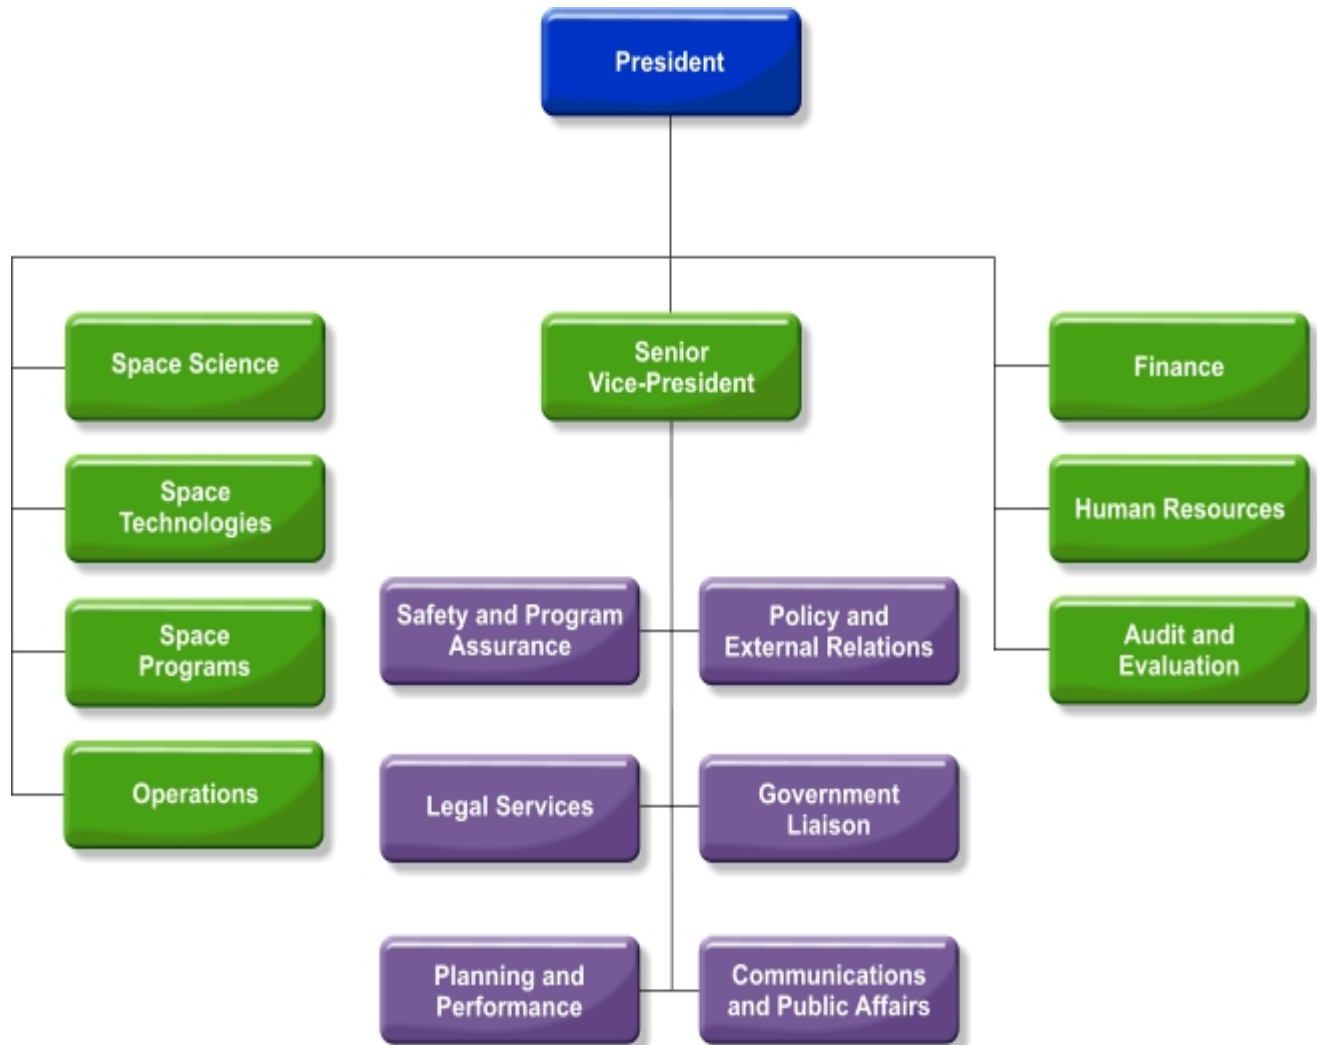 President
Space Science
Senior
Vice-President
Finance
Space
Technologies
Human Resources
Safety and Program
Assurance
Policy and
External Relations
Space
Programs
Audit and
Evaluation
Operations
Legal Services
Government
Liaison
Planning and
Performance
Communications
and Public Affairs